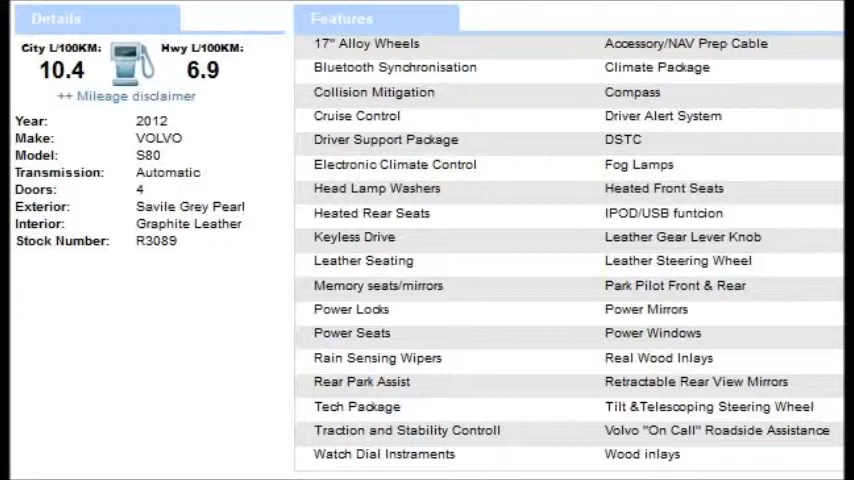 Details
City L/100KM: Hwy L/100KM:
10.4 6.9
++ Mileage disclaimer
Year: 2012
Make: VOLVO
Model: S80
Transmission: Automatic
Doors: 4
Exterior: Savile Grey Pearl
Interior: Graphite Leather
Stock Number: R3089
Features
17" Alloy Wheels Accessory/NAV Prep Cable
Bluetooth Synchronisation Climate Package
Collision Mitigation Compass
Cruise Control Driver Alert System
Driver Support Package DSTC
Electronic Climate Control Fog Lamps
Head Lamp Washers Heated Front Seats
Heated Rear Seats IPOD/USB funtcion
Keyless Drive Leather Gear Lever Knob
Leather Seating Leather Steering Wheel
Memory seats/mirrors Park Pilot Front & Rear
Power Locks Power Mirrors
Power Seats Power Windows
Rain Sensing Wipers Real Wood Inlays
Rear Park Assist Retractable Rear View Mirrors
Tech Package Tilt &Telescoping Steering Wheel
Traction and Stability Controll Volvo "On Call" Roadside Assistance
Watch Dial Instraments Wood inlays